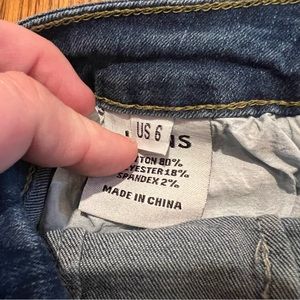 US 6
TTON 80%
YESTER 18%
SPANDEX 2%
MADE IN CHINA